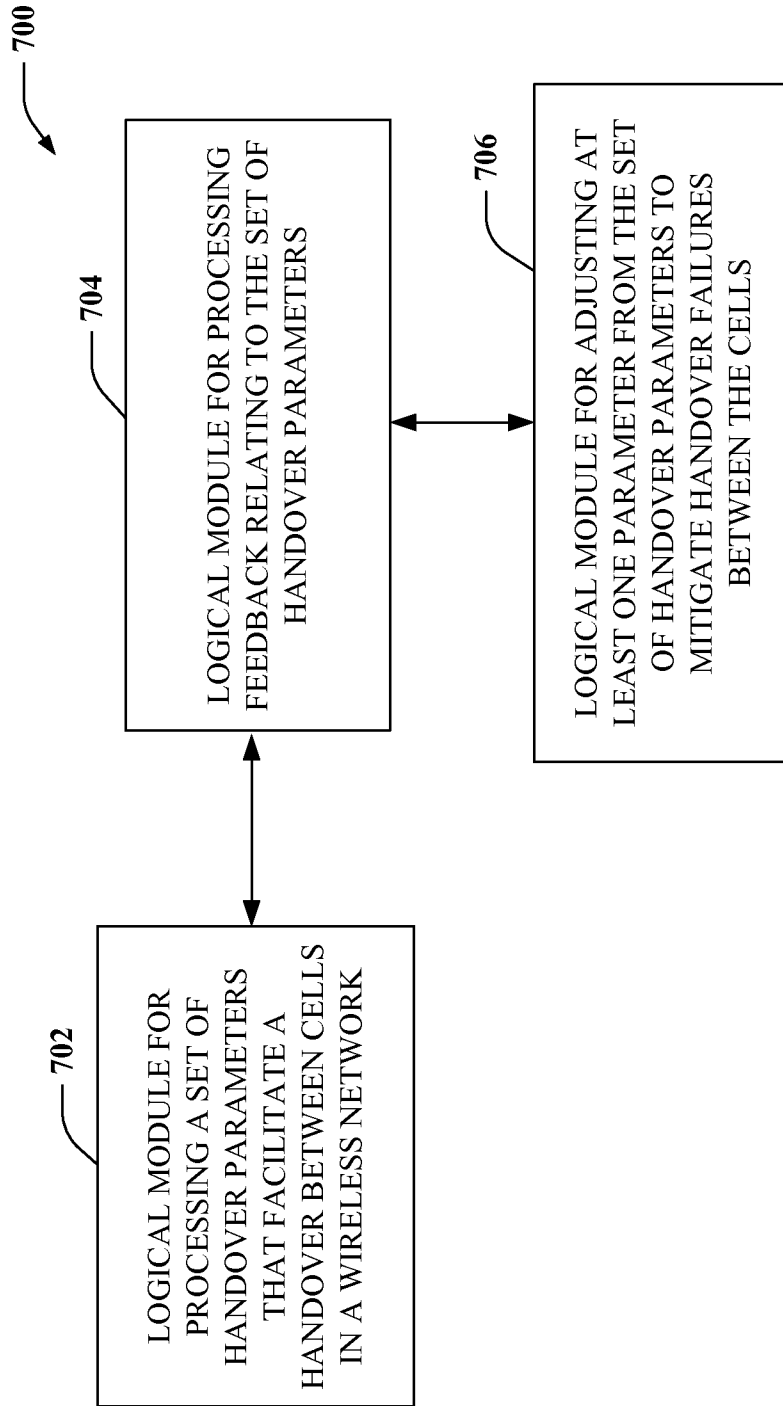 700
702
LOGICAL MODULE FOR
PROCESSING A SET OF
HANDOVER PARAMETERS
THAT FACILITATE A
HANDOVER BETWEEN CELLS
IN A WIRELESS NETWORK
704
LOGICAL MODULE FOR PROCESSING
FEEDBACK RELATING TO THE SET OF
HANDOVER PARAMETERS
706
LOGICAL MODULE FOR ADJUSTING AT
LEAST ONE PARAMETER FROM THE SET
OF HANDOVER PARAMETERS TO
MITIGATE HANDOVER FAILURES
BETWEEN THE CELLS